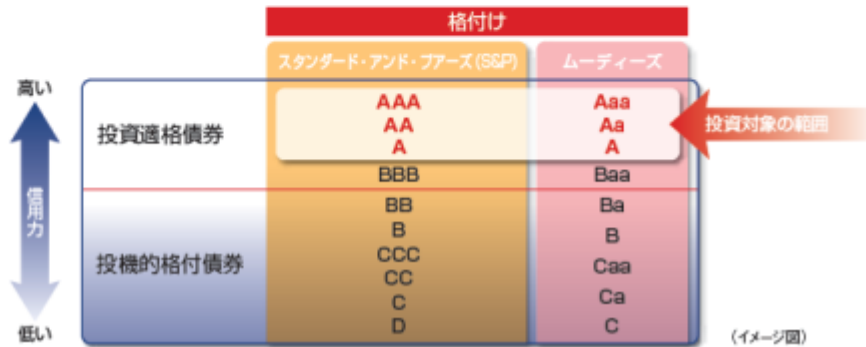 格付け
スタンダード・アンド・プアーズ(S&P) ムーディーズ
高い
信用力
低い
投資適格債券
AAA Aaa
AA Aa
A A
BBB Baa
投資対象の範囲
投機的格付債券
BB Ba
B B
CCC Caa
CC Ca
C C
D
(イメージ図)